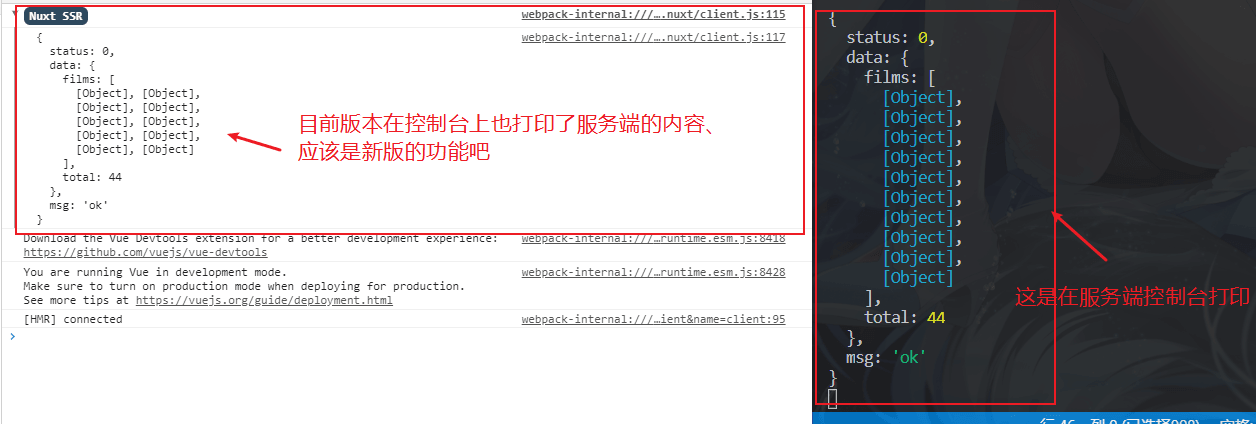 Nuxt SSR webpack-internal:///….nuxt/client.js:115
{ webpack-internal:///….nuxt/client.js:117
status: 0,
data: {
films: [
[Object], [Object],
[Object], [Object],
[Object], [Object],
[Object], [Object],
[Object], [Object]
],
total: 44
},
msg: 'ok'
}
目前版本在控制台上也打印了服务端的内容、
应该是新版的功能吧
Download the Vue Devtools extension for a better development experience: webpack-internal:///…runtime.esm.js:8418
https://github.com/vuejs/vue-devtools
You are running Vue in development mode. webpack-internal:///…runtime.esm.js:8428
Make sure to turn on production mode when deploying for production.
See more tips at https://vuejs.org/guide/deployment.html
[HMR] connected webpack-internal:///…ient&name=client:95
{
status: 0,
data: {
films: [
[Object],
[Object],
[Object],
[Object],
[Object],
[Object],
[Object],
[Object],
[Object],
[Object]
],
total: 44
},
msg: 'ok'
}
这是在服务端控制台打印